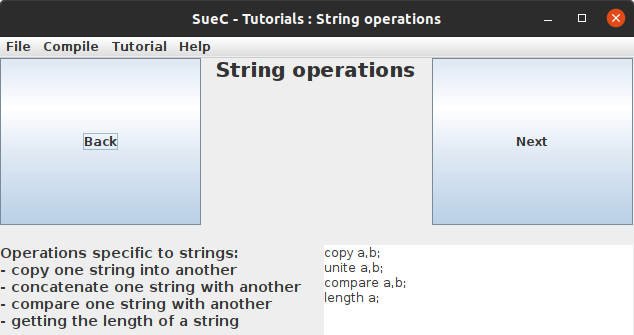 SueC - Tutorials : String operations
File Compile Tutorial Help
String operations
Back
Next
Operations specific to strings:
- copy one string into another
- concatenate one string with another
- compare one string with another
- getting the length of a string
copy a,b;
unite a,b;
compare a,b;
length a;